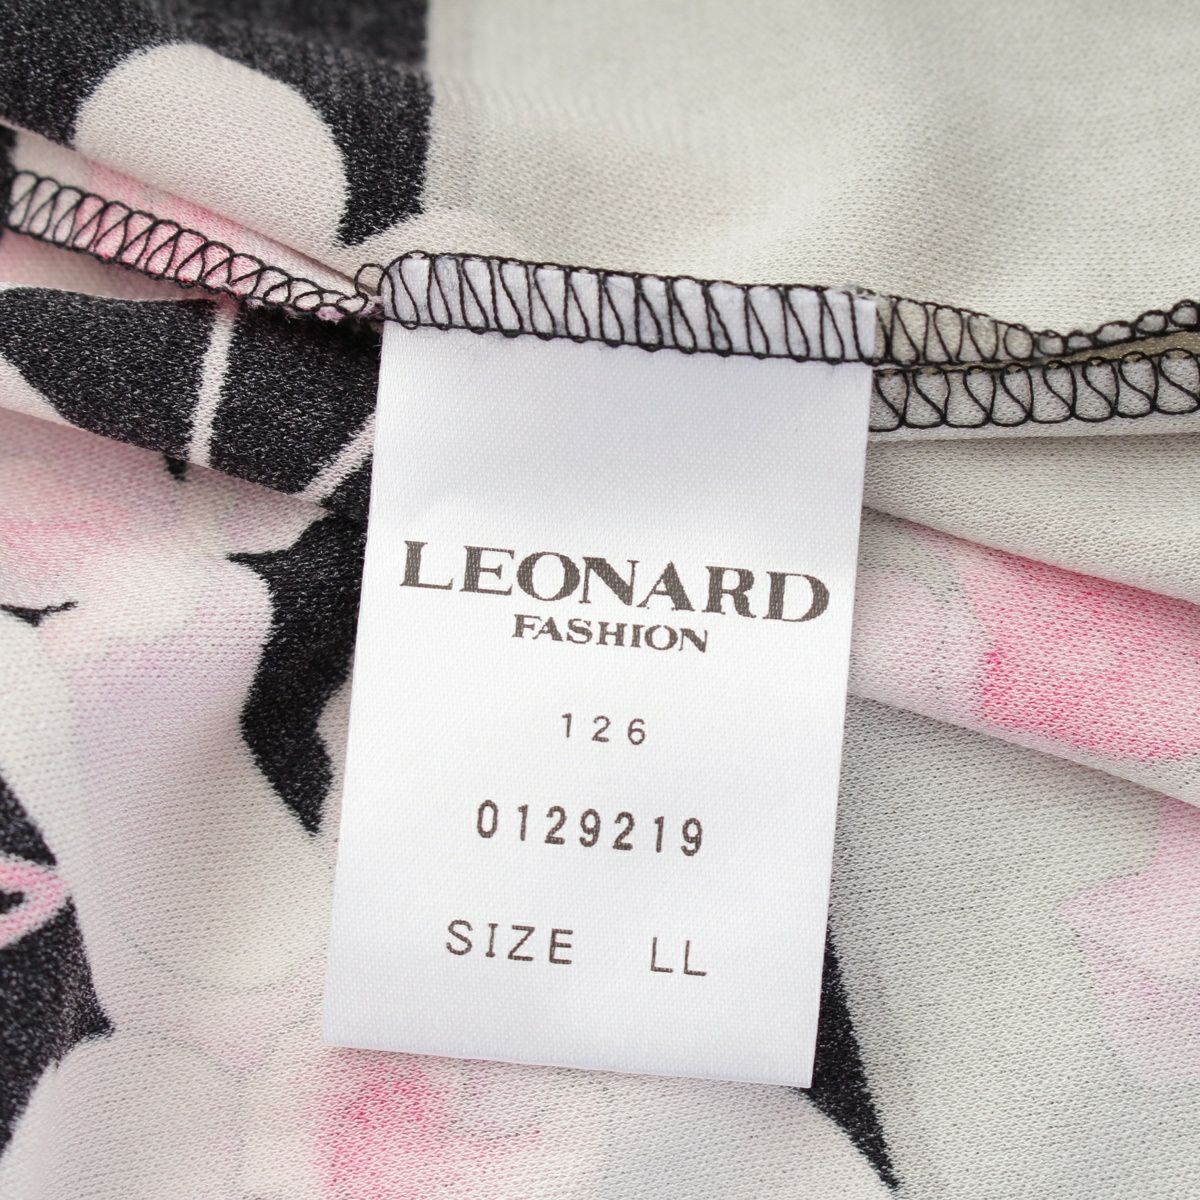 LEONARD
FASHION
126
0129219
SIZE LL